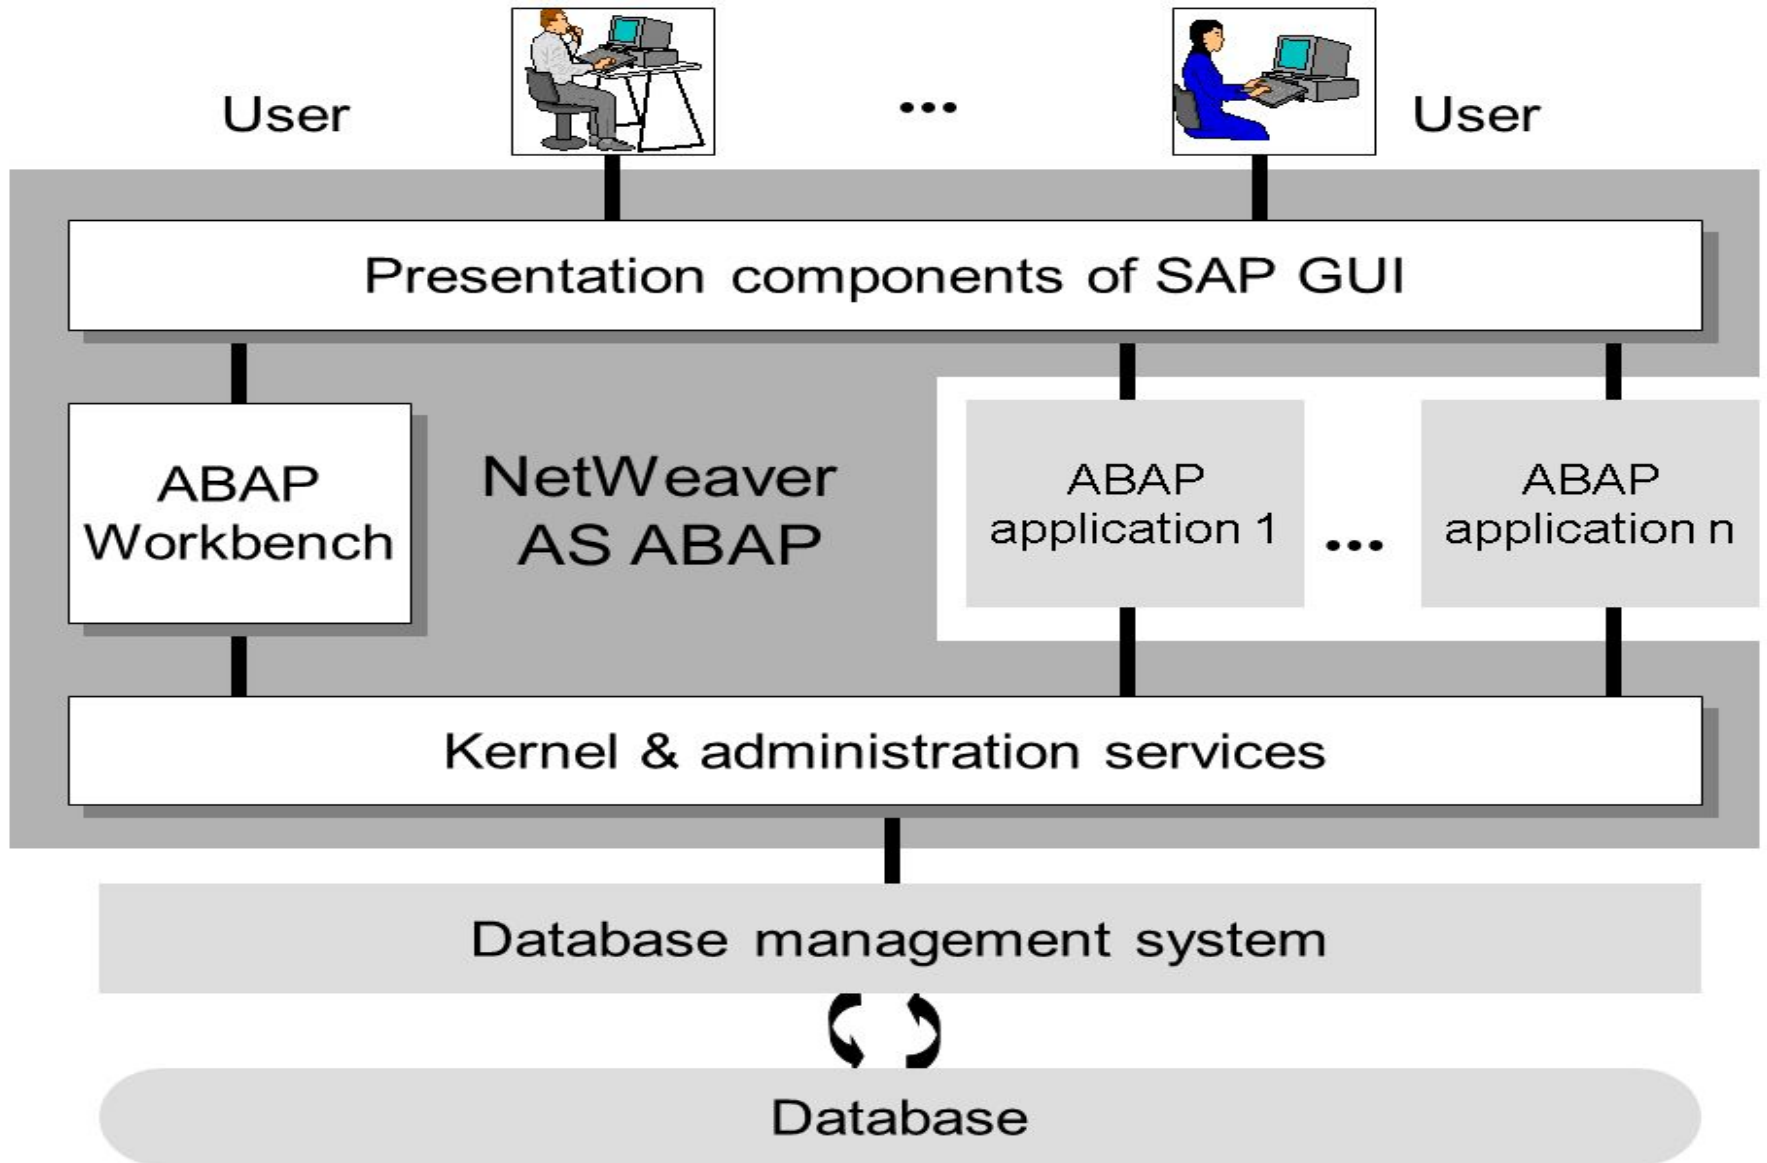 User
...
User
Presentation components of SAP GUI
ABAP
Workbench
NetWeaver
AS ABAP
ABAP
application 1
...
ABAP
application n
Kernel & administration services
Database management system
Database